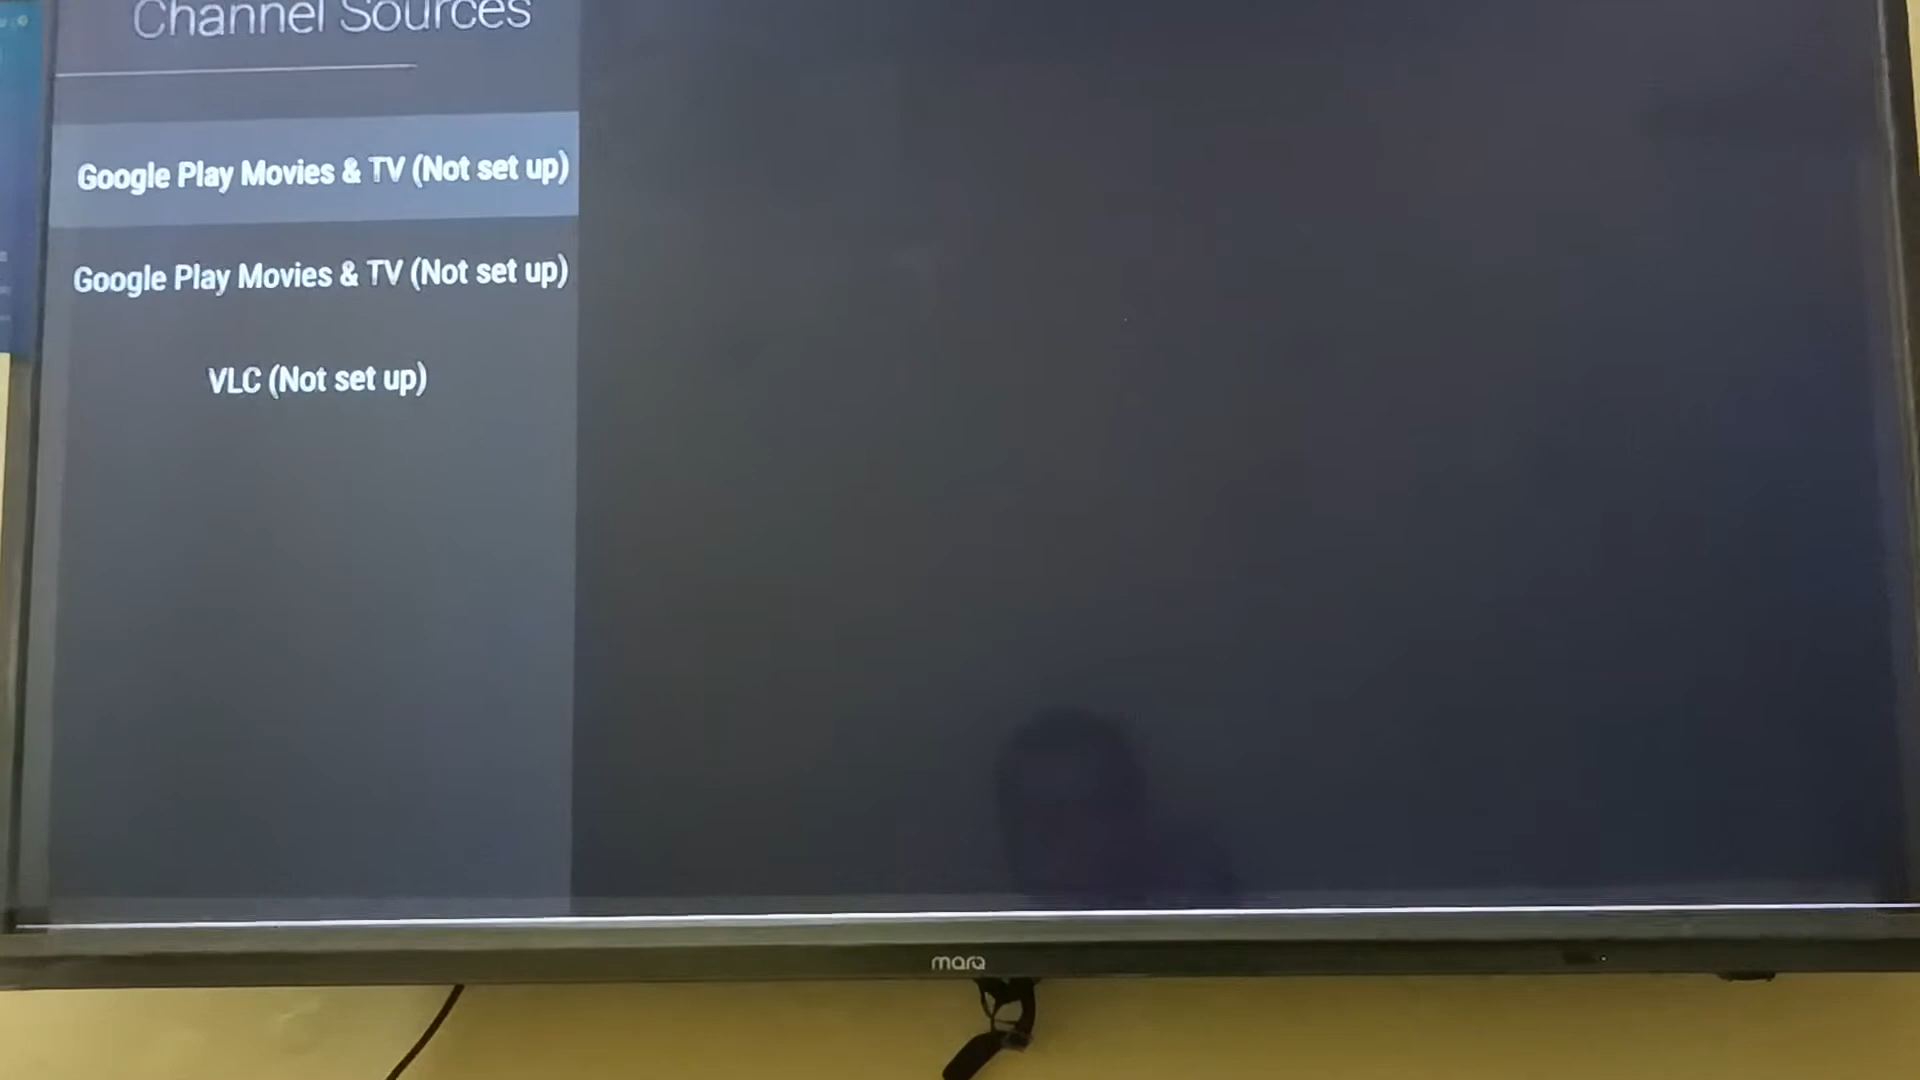 Channel Sources
Google Play Movies & TV (Not set up)
Google Play Movies & TV (Not set up)
VLC (Not set up)
marq